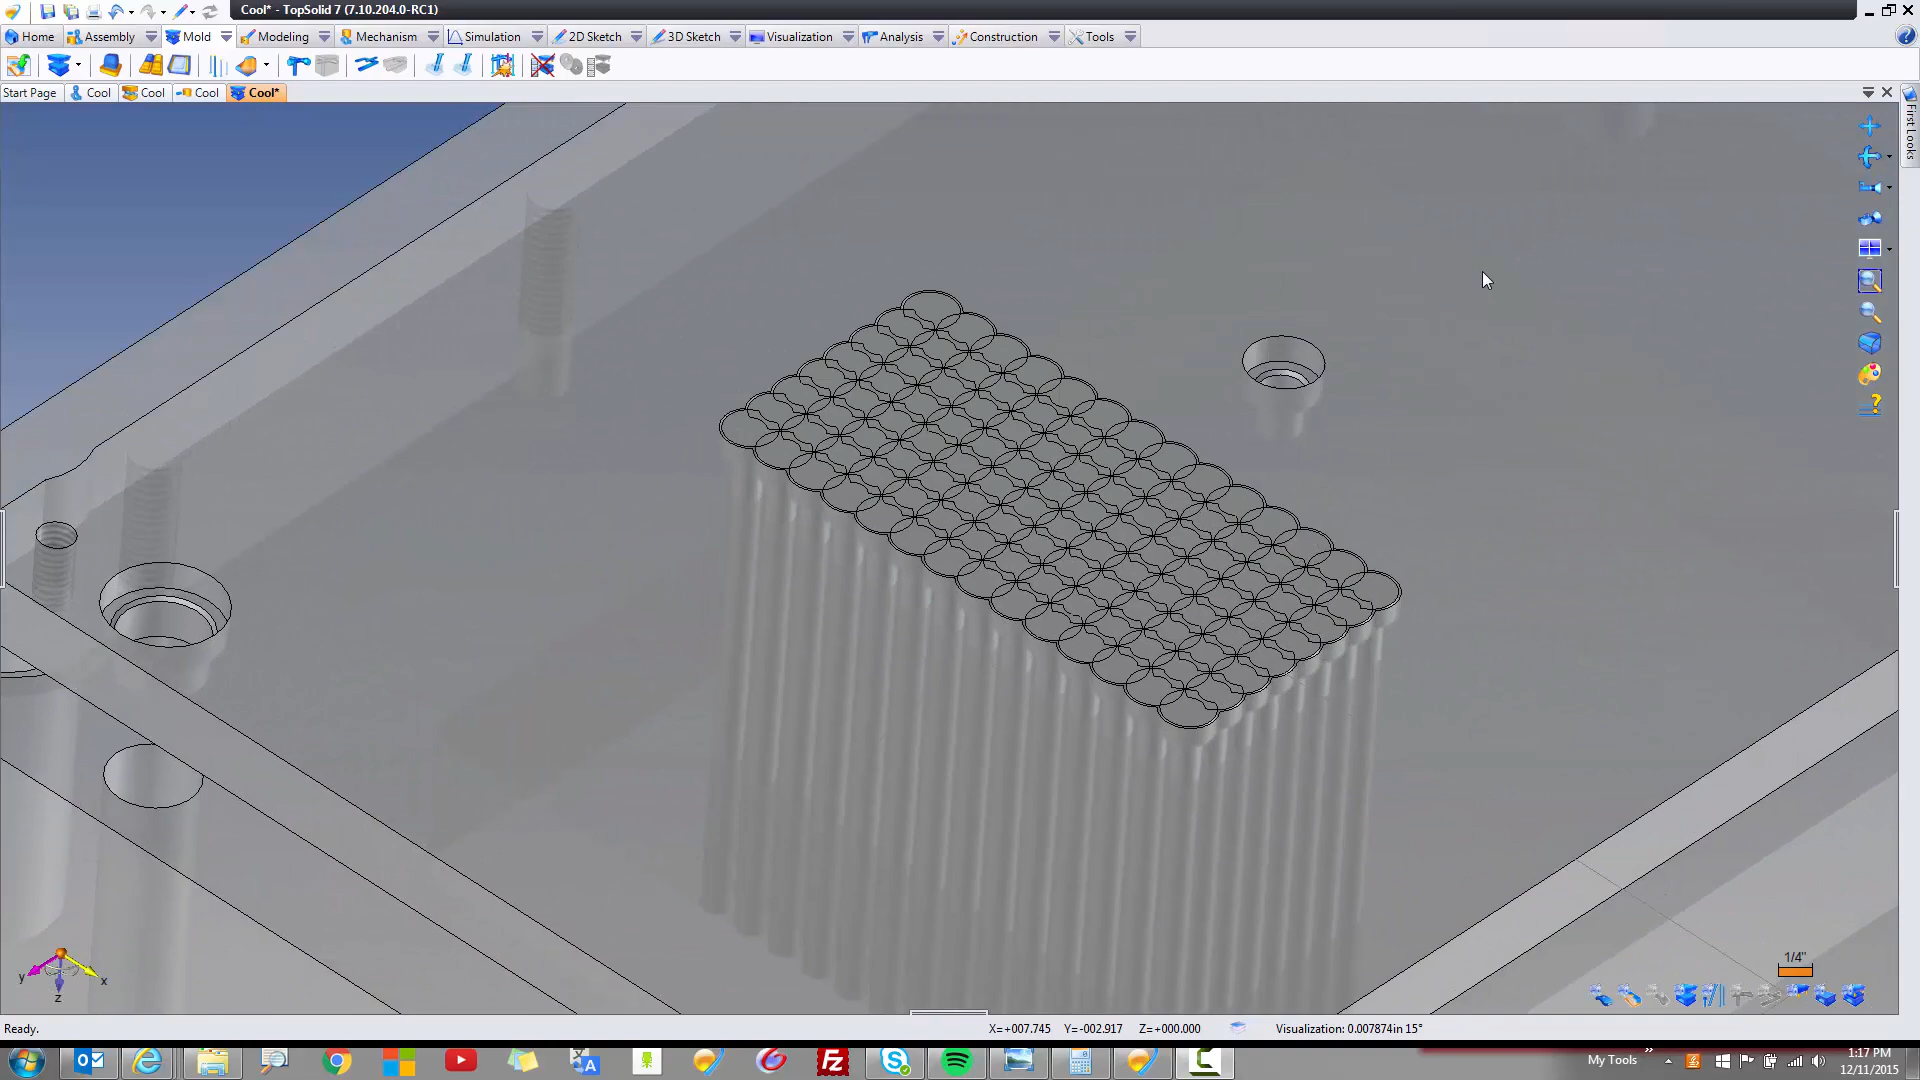 Cool* - TopSolid 7 (7.10.204.0-RC1)
Home Assembly Mold Modeling Mechanism Simulation 2D Sketch 3D Sketch Visualization Analysis Construction Tools
Start Page Cool Cool Cool Cool*
First Looks
y x
z
1/4"
Ready. X=+007.745 Y=-002.917 Z=+000.000 Visualization: 0.007874in 15°
My Tools
1:17 PM
12/11/2015